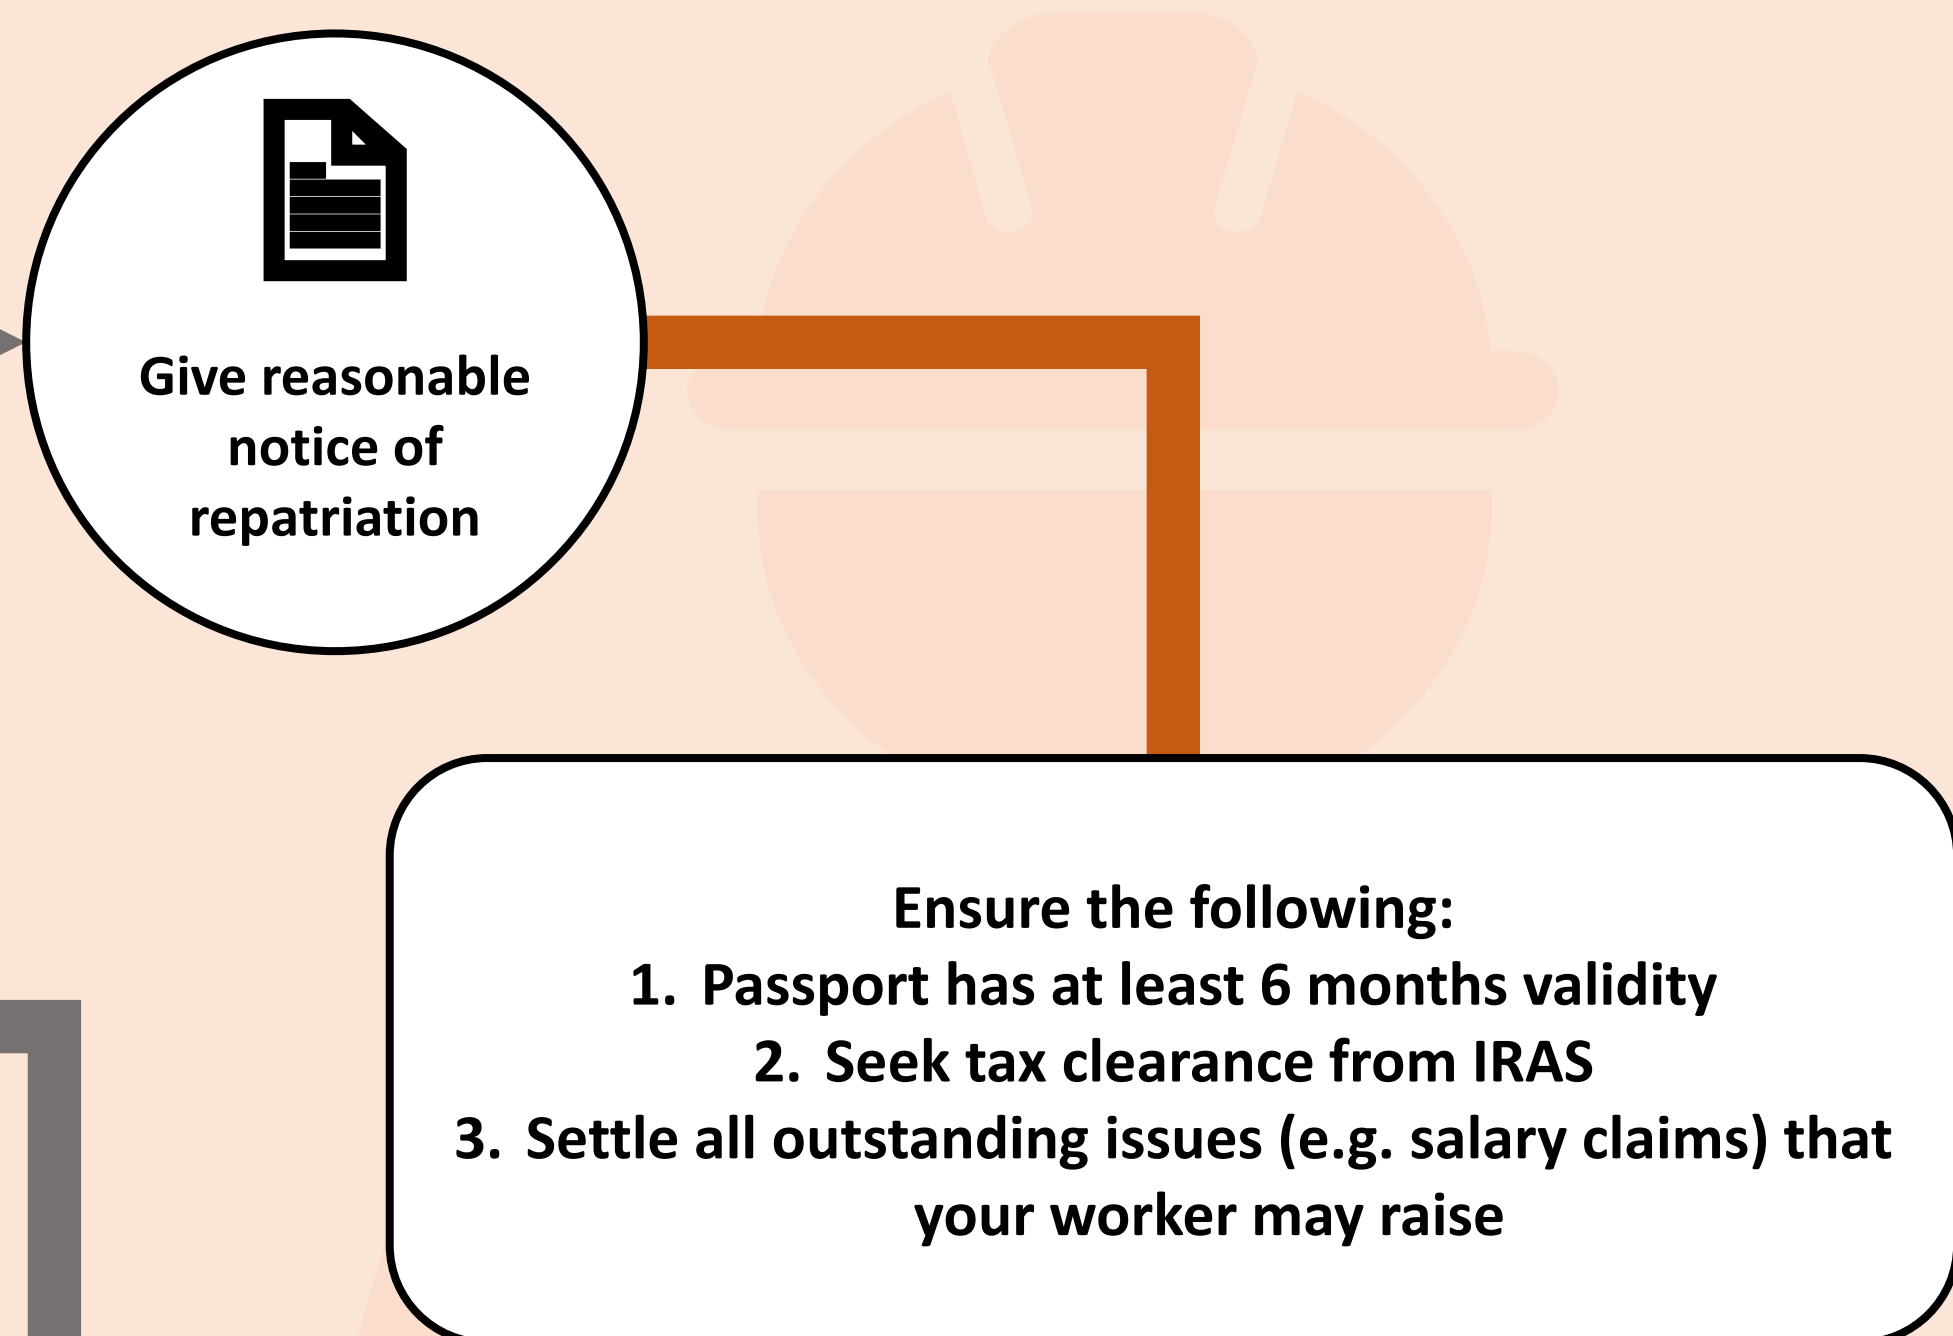 Give reasonable
notice of
repatriation
Ensure the following:
1. Passport has at least 6 months validity
2. Seek tax clearance from IRAS
3. Settle all outstanding issues (e.g. salary claims) that
your worker may raise